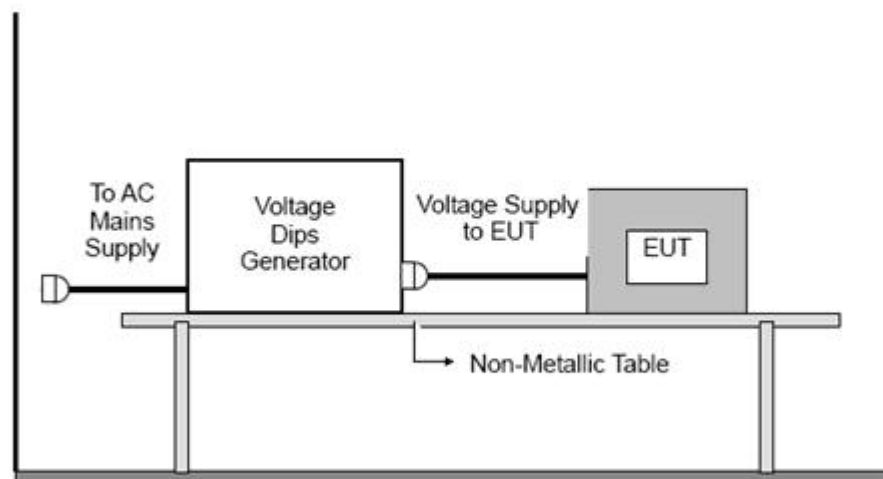 To AC
Mains
Supply
Voltage
Dips
Generator
Voltage Supply
to EUT
EUT
Non-Metallic Table